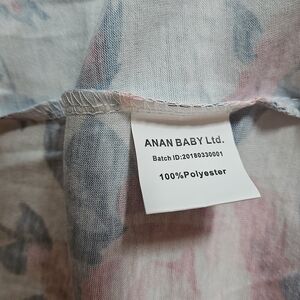 ANAN BABY Ltd.
Batch ID:20180330001
100%Polyester